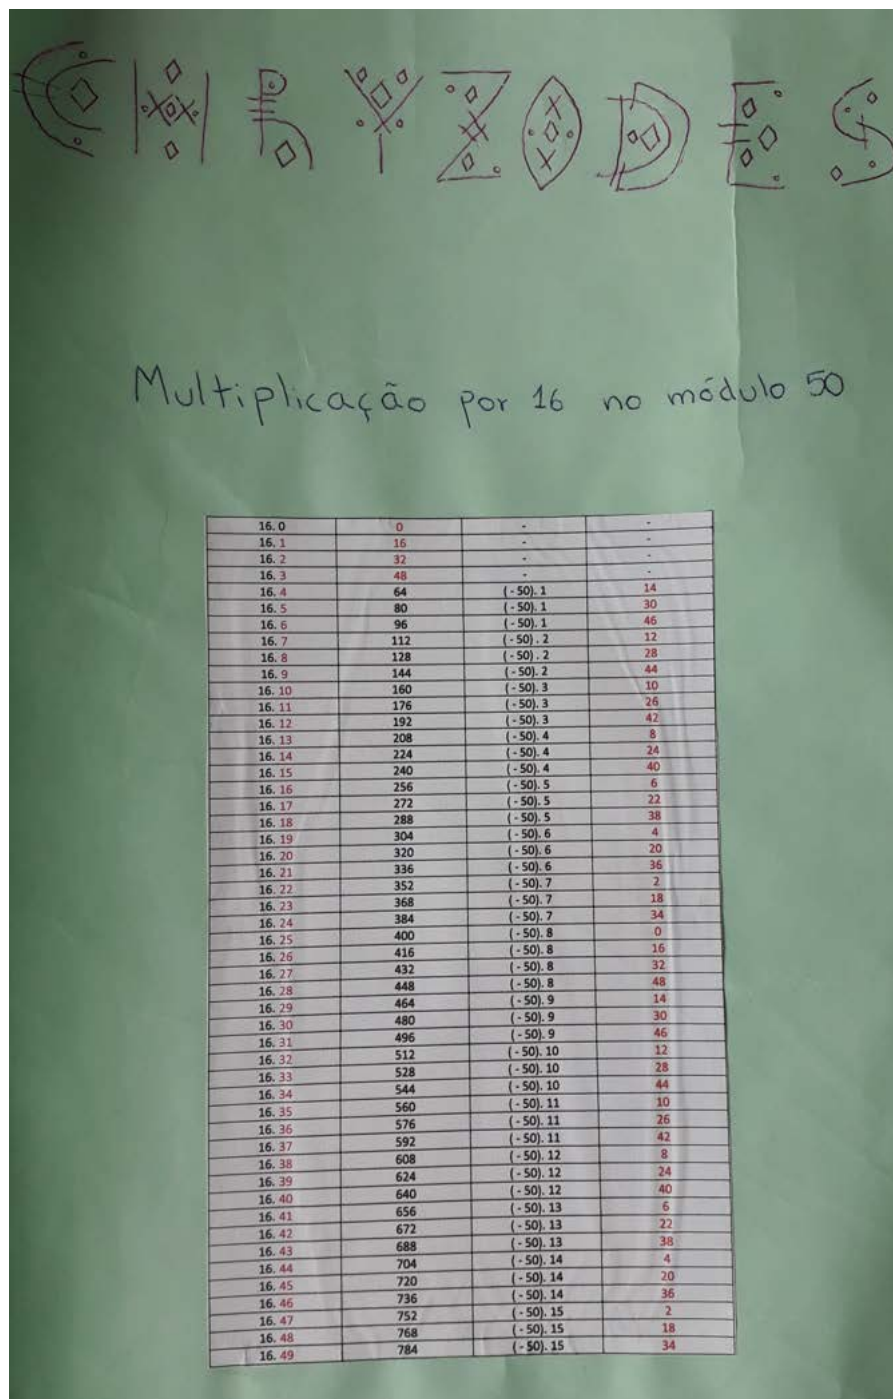 CHRYZODES
Multiplicação por 16 no módulo 50
16. 0 0 - -
16. 1 16 - -
16. 2 32 - -
16. 3 48 - -
16. 4 64 (-50). 1 14
16. 5 80 (-50). 1 30
16. 6 96 (-50). 1 46
16. 7 112 (-50) . 2 12
16. 8 128 (-50). 2 28
16. 9 144 (-50). 2 44
16. 10 160 (-50). 3 10
16. 11 176 (-50). 3 26
16. 12 192 (-50). 3 42
16. 13 208 (-50). 4 8
16. 14 224 (-50). 4 24
16. 15 240 (-50). 4 40
16. 16 256 (-50). 5 6
16. 17 272 (-50). 5 22
16. 18 288 (-50). 5 38
16. 19 304 (-50). 6 4
16. 20 320 (-50). 6 20
16. 21 336 (-50). 6 36
16. 22 352 (-50). 7 2
16. 23 368 (-50). 7 18
16. 24 384 (-50). 7 34
16. 25 400 (-50). 8 0
16. 26 416 (-50). 8 16
16. 27 432 (-50). 8 32
16. 28 448 (-50). 8 48
16. 29 464 (-50). 9 14
16. 30 480 (-50). 9 30
16. 31 496 (-50). 9 46
16. 32 512 (-50). 10 12
16. 33 528 (-50). 10 28
16. 34 544 (-50). 10 44
16. 35 560 (-50). 11 10
16. 36 576 (-50). 11 26
16. 37 592 (-50). 11 42
16. 38 608 (-50). 12 8
16. 39 624 (-50). 12 24
16. 40 640 (-50). 12 40
16. 41 656 (-50). 13 6
16. 42 672 (-50). 13 22
16. 43 688 (-50). 13 38
16. 44 704 (-50). 14 4
16. 45 720 (-50). 14 20
16. 46 736 (-50). 14 36
16. 47 752 (-50). 15 2
16. 48 768 (-50). 15 18
16. 49 784 (-50). 15 34